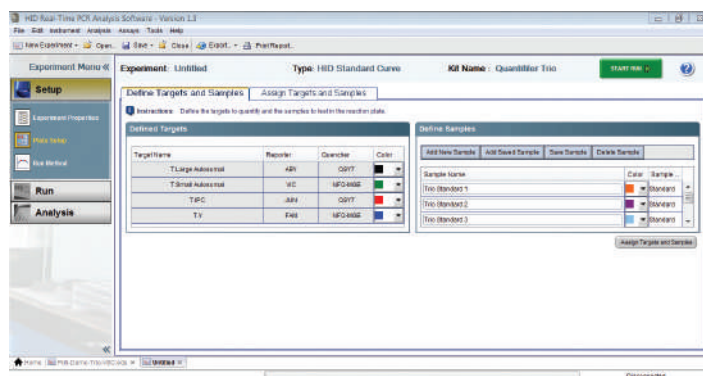 HID Real-Time PCR Analysis Software - Version 1.3
File Edit Instrument Analysis Assays Tools Help
New Experiment Open... Save Close Export... Print Report...
Experiment Menu «
Experiment: Untitled Type: HID Standard Curve Kit Name: Quantifiler Trio START RUN
Setup
Experiment Properties
Plate Setup
Run Method
Run
Analysis
Define Targets and Samples Assign Targets and Samples
Instructions: Define the targets to quantify and the samples to test in the reaction plate.
Defined Targets
Target Name Reporter Quencher Color
T.Large Autosomal ABY QSY7
T.Small Autosomal VIC NFQ-MGB
T.IPC JUN QSY7
T.Y FAM NFQ-MGB
Define Samples
Add New Sample Add Saved Sample Save Sample Delete Sample
Sample Name Color Sample...
Trio Standard 1 Standard
Trio Standard 2 Standard
Trio Standard 3 Standard
Assign Targets and Samples
Home Untitled
Disconnected